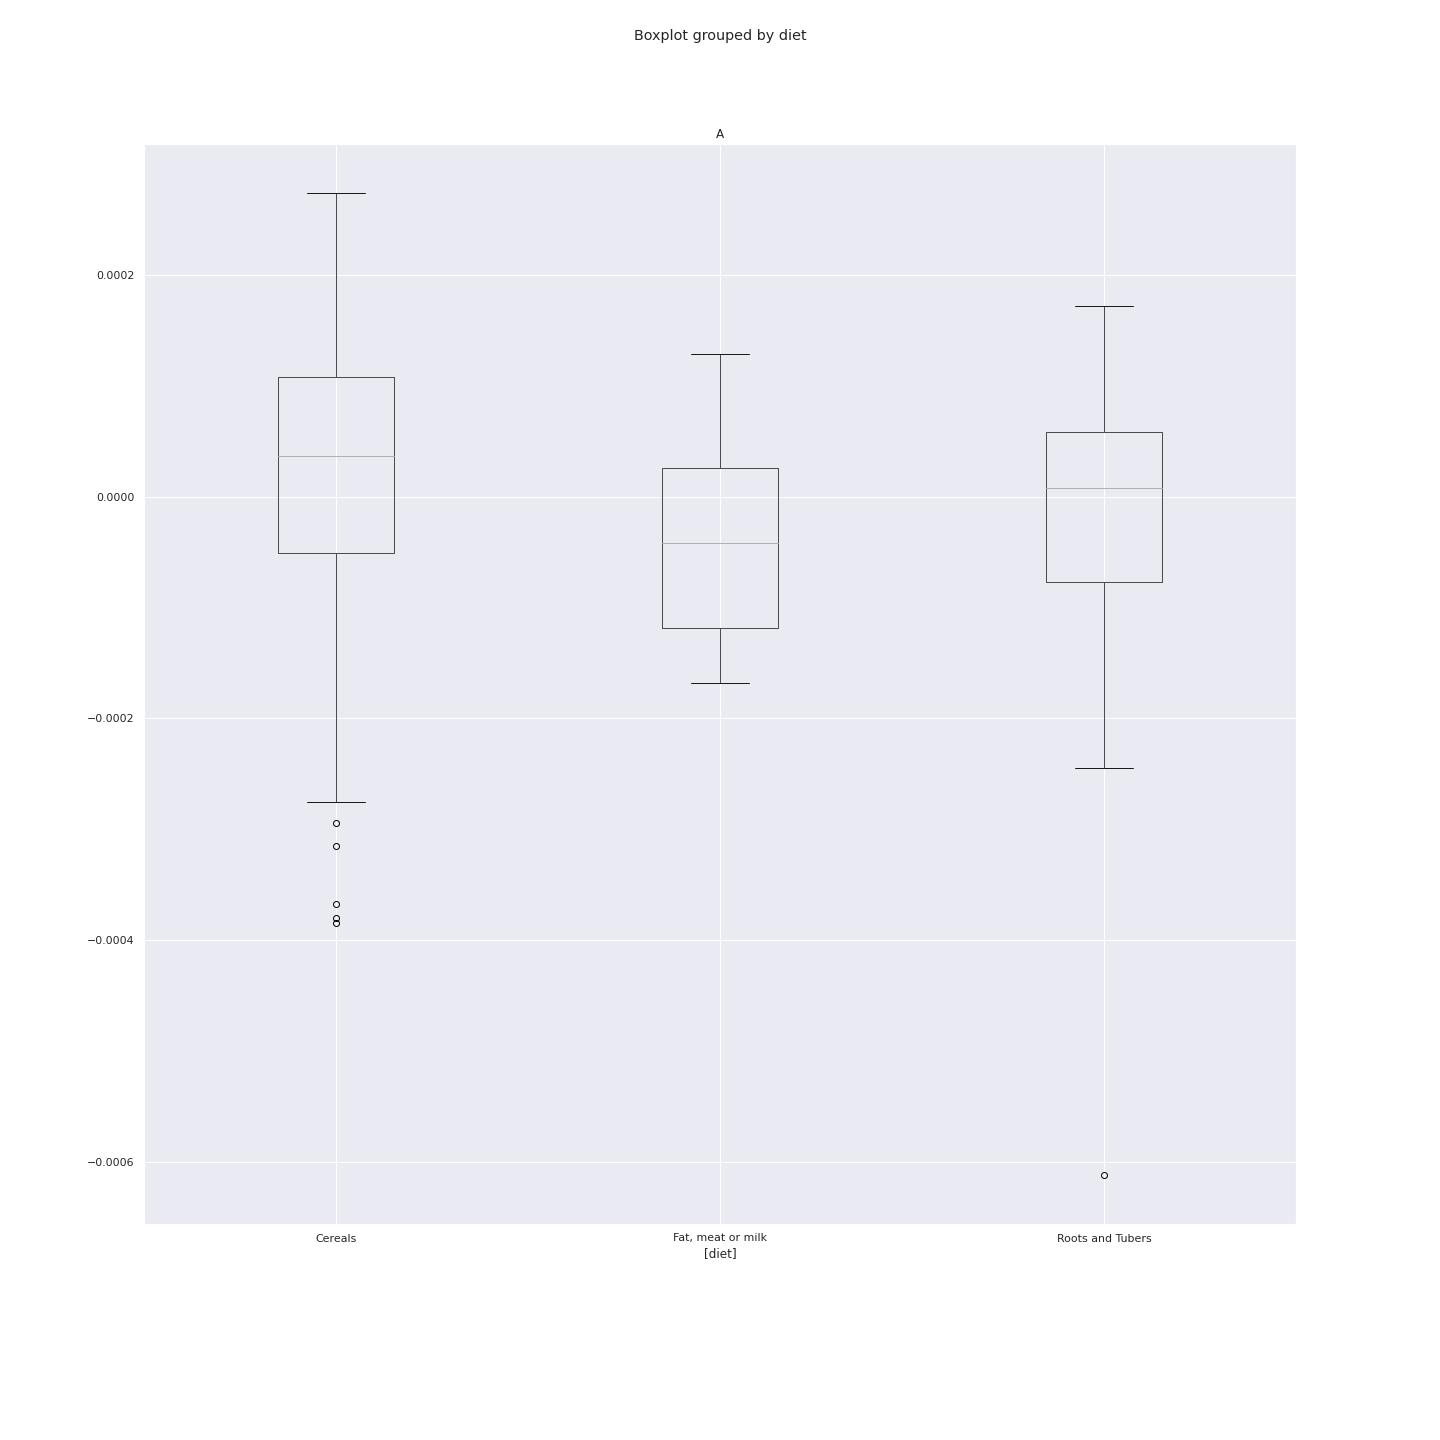 Boxplot grouped by diet
A
0.0002
0.0000
−0.0002
−0.0004
−0.0006
Cereals Fat, meat or milk Roots and Tubers
[diet]